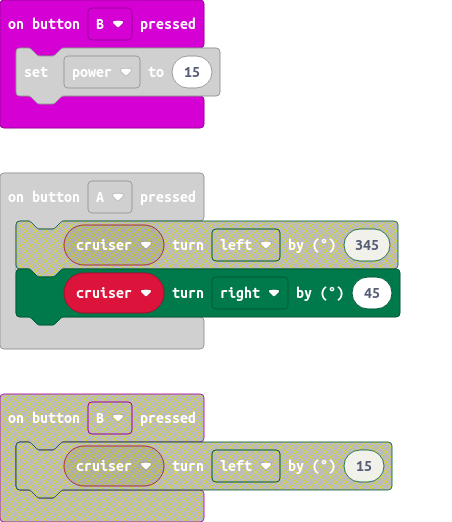 on button B pressed
set power to 15
on button A pressed
cruiser turn left by (°) 345
cruiser turn right by (°) 45
on button B pressed
cruiser turn left by (°) 15